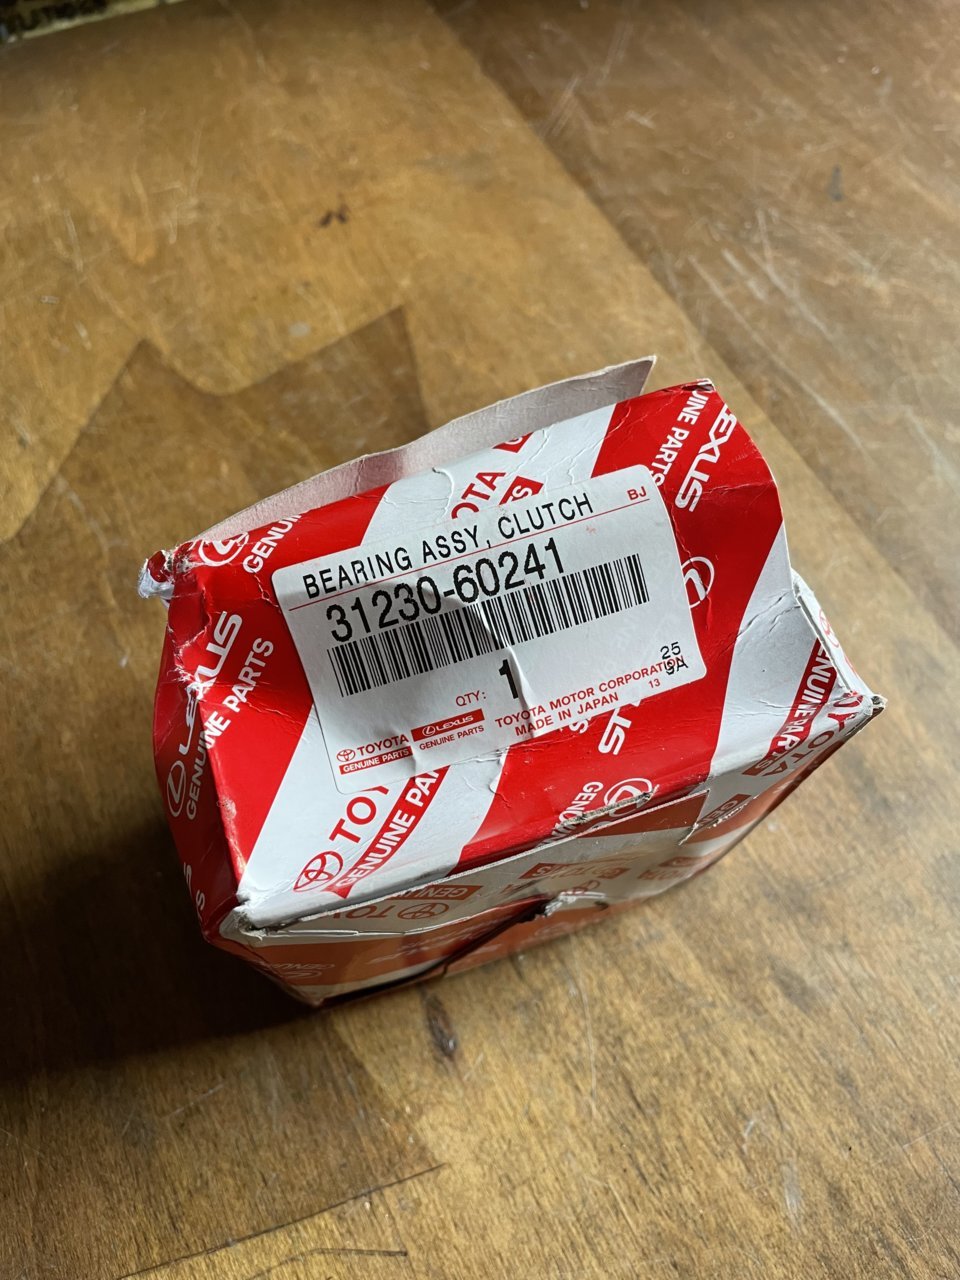 BJ
BEARING ASSY, CLUTCH
31230-60241
QTY: 1
25
9A
TOYOTA
GENUINE PARTS
LEXUS
GENUINE PARTS
TOYOTA MOTOR CORPORATION
MADE IN JAPAN 13
LEXUS
GENUINE PARTS
GENUINE PARTS
LEXUS
TOYOTA
GENUINE PARTS